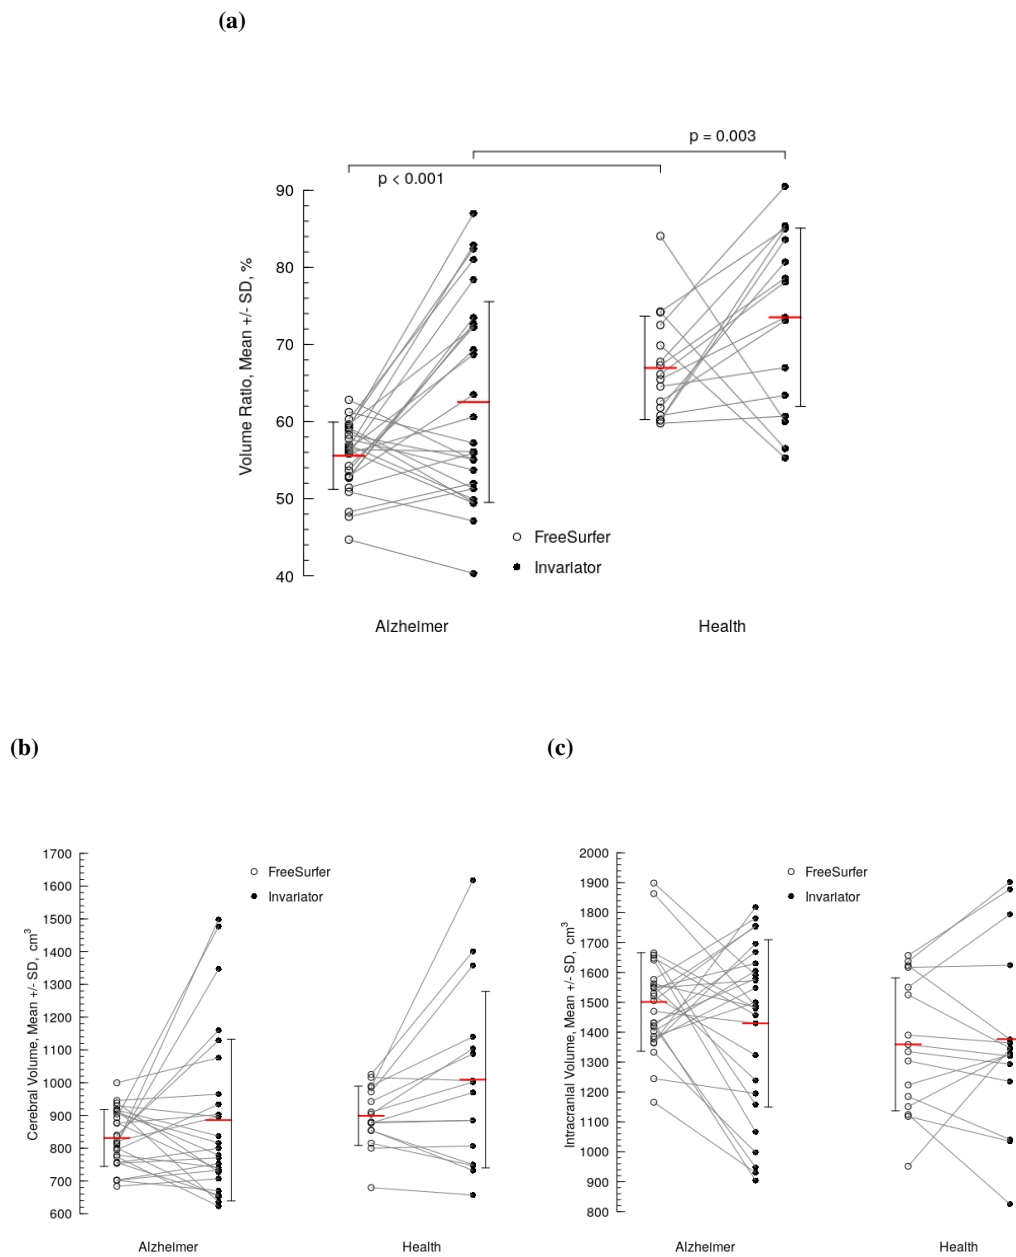 (a)
p = 0.003
p < 0.001
90
80
70
60
50
40
Volume Ratio, Mean +/- SD, %
FreeSurfer
Invariator
Alzheimer
Health
(b)
1700
1600
1500
1400
1300
1200
1100
1000
900
800
700
600
Cerebral Volume, Mean +/- SD, cm³
FreeSurfer
Invariator
Alzheimer
Health
(c)
2000
1900
1800
1700
1600
1500
1400
1300
1200
1100
1000
900
800
Intracranial Volume, Mean +/- SD, cm³
FreeSurfer
Invariator
Alzheimer
Health